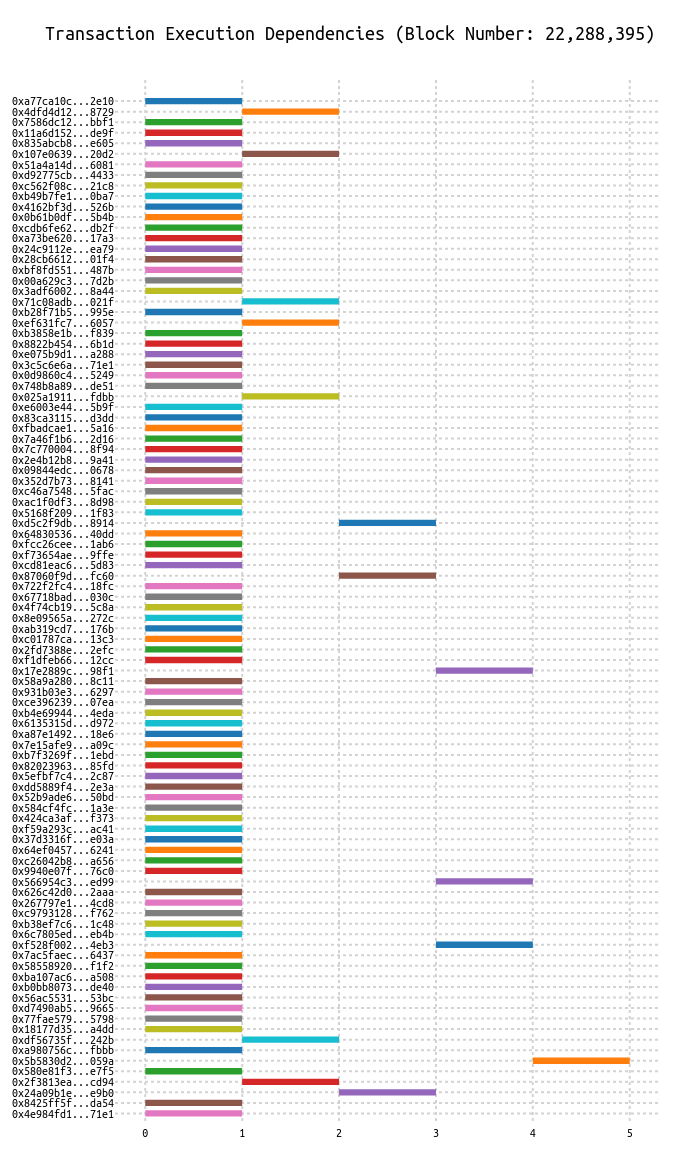 Transaction Execution Dependencies (Block Number: 22,288,395)
0xa77ca10c...2e10
0x4dfd4d12...8729
0x7586dc12...bbf1
0x11a6d152...de9f
0x835abcb8...e605
0x107e0639...20d2
0x51a4a14d...6081
0xd92775cb...4433
0xc562f08c...21c8
0xb49b7fe1...0ba7
0x4162bf3d...526b
0x0b61b0df...5b4b
0xcdb6fe62...db2f
0xa73be620...17a3
0x24c9112e...ea79
0x28cb6612...01f4
0xbf8fd551...487b
0x00a629c3...7d2b
0x3adf6002...8a44
0x71c08adb...021f
0xb28f71b5...995e
0xef631fc7...6057
0xb3858e1b...f839
0x8822b454...6b1d
0xe075b9d1...a288
0x3c5c6e6a...71e1
0x0d9860c4...5249
0x748b8a89...de51
0x025a1911...fdbb
0xe6003e44...5b9f
0x83ca3115...d3dd
0xfbadcae1...5a16
0x7a46f1b6...2d16
0x7c770004...8f94
0x2e4b12b8...9a41
0x09844edc...0678
0x352d7b73...8141
0xc46a7548...5fac
0xac1f0df3...8d98
0x5168f209...1f83
0xd5c2f9db...8914
0x64830536...40dd
0xfcc26cee...1ab6
0xf73654ae...9ffe
0xcd81eac6...5d83
0x87060f9d...fc60
0x722f2fc4...18fc
0x67718bad...030c
0x4f74cb19...5c8a
0x8e09565a...272c
0xab319cd7...176b
0xc01787ca...13c3
0x2fd7388e...2efc
0xf1dfeb66...12cc
0x17e2889c...98f1
0x58a9a280...8c11
0x931b03e3...6297
0xce396239...07ea
0xb4e69944...4eda
0x6135315d...d972
0xa87e1492...18e6
0x7e15afe9...a09c
0xb7f3269f...1ebd
0x82023963...85fd
0x5efbf7c4...2c87
0xdd5889f4...2e3a
0x52b9ade6...50bd
0x584cf4fc...1a3e
0x424ca3af...f373
0xf59a293c...ac41
0x37d3316f...e03a
0x64ef0457...6241
0xc26042b8...a656
0x9940e07f...76c0
0x566954c3...ed99
0x626c42d0...2aaa
0x267797e1...4cd8
0xc9793128...f762
0xb38ef7c6...1c48
0x6c7805ed...eb4b
0xf528f002...4eb3
0x7ac5faec...6437
0x58558920...f1f2
0xba107ac6...a508
0xb0bb8073...de40
0x56ac5531...53bc
0xd7490ab5...9665
0x77fae579...5798
0x18177d35...a4dd
0xdf56735f...242b
0xa980756c...fbbb
0x5b5830d2...059a
0x580e81f3...e7f5
0x2f3813ea...cd94
0x24a09b1e...e9b0
0x8425ff5f...da54
0x4e984fd1...71e1
0 1 2 3 4 5